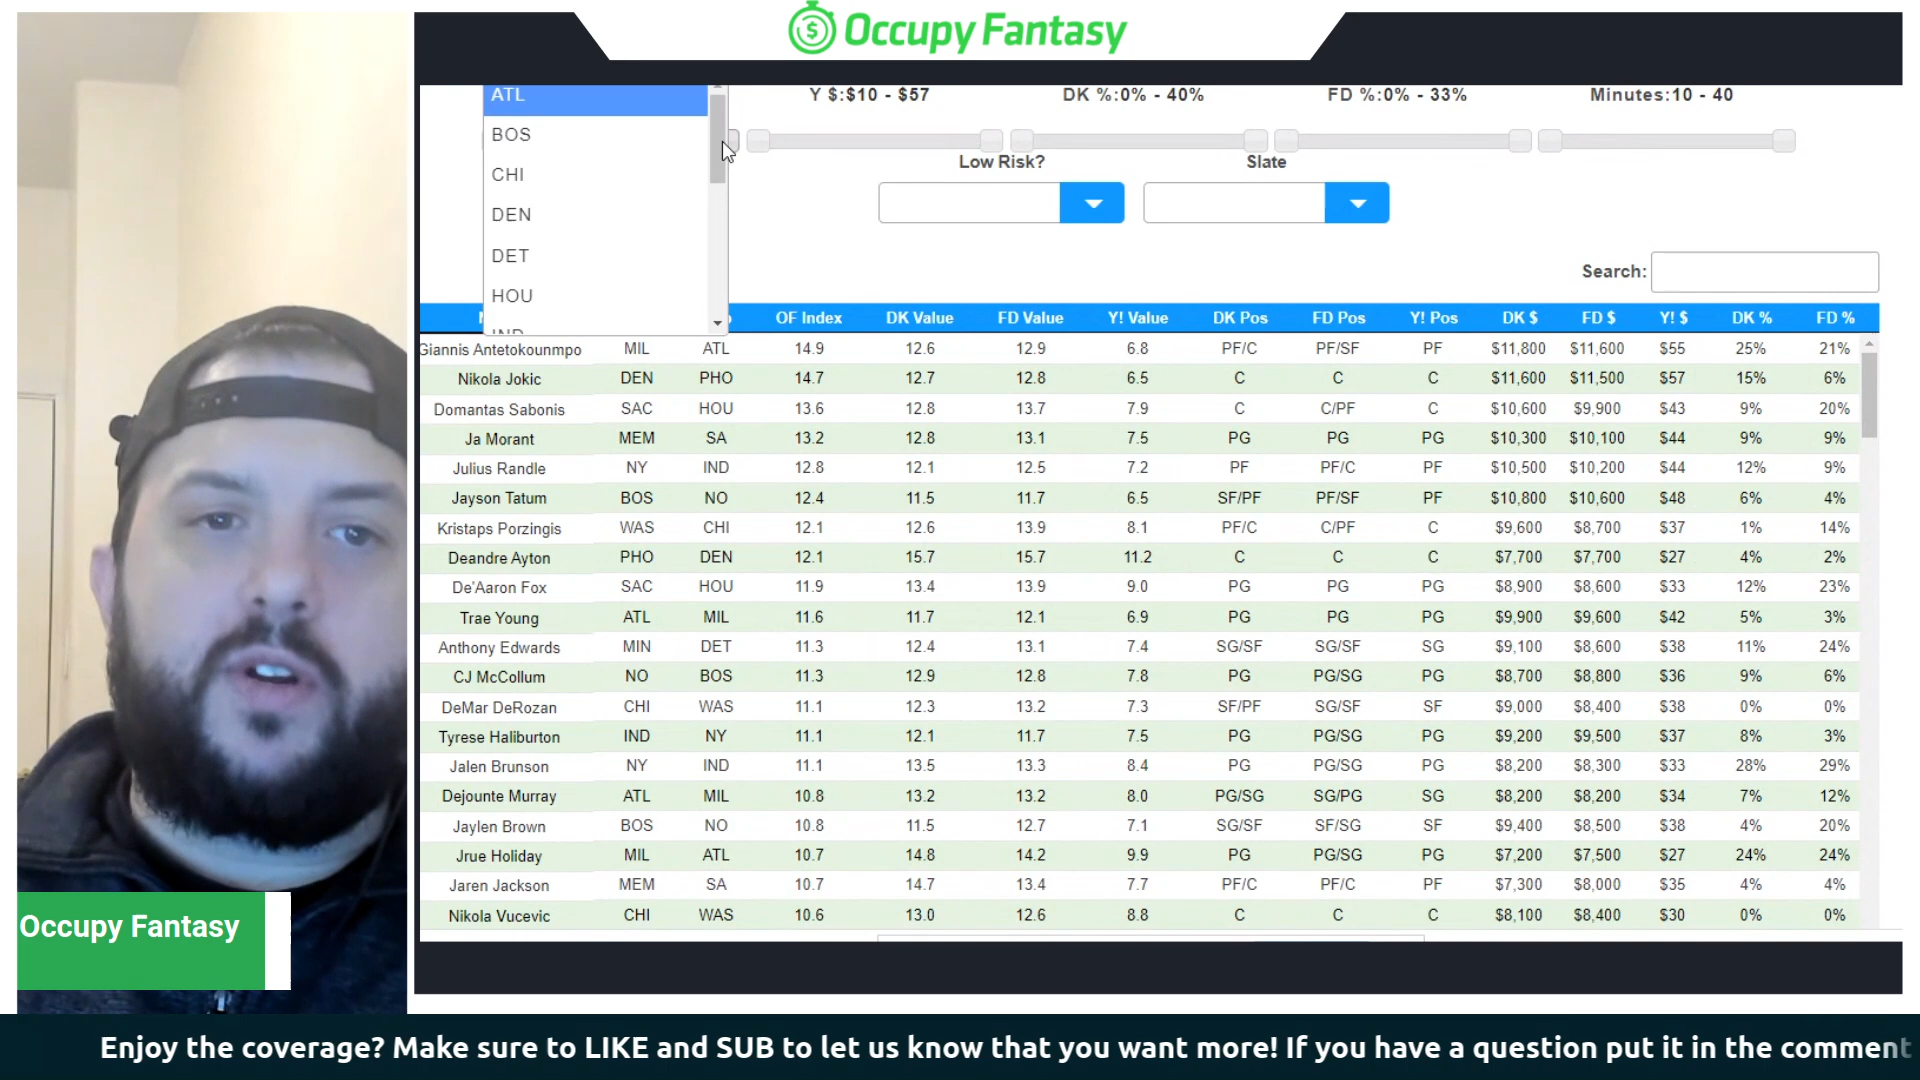 Occupy Fantasy
Y $:$10 - $57 DK %:0% - 40% FD %:0% - 33% Minutes:10 - 40
ATL
BOS
CHI
DEN
DET
HOU
IND
Low Risk? Slate
Search:
OF Index DK Value FD Value Y! Value DK Pos FD Pos Y! Pos DK $ FD $ Y! $ DK % FD %
Giannis Antetokounmpo MIL ATL 14.9 12.6 12.9 6.8 PF/C PF/SF PF $11,800 $11,600 $55 25% 21%
Nikola Jokic DEN PHO 14.7 12.7 12.8 6.5 C C C $11,600 $11,500 $57 15% 6%
Domantas Sabonis SAC HOU 13.6 12.8 13.7 7.9 C C/PF C $10,600 $9,900 $43 9% 20%
Ja Morant MEM SA 13.2 12.8 13.1 7.5 PG PG PG $10,300 $10,100 $44 9% 9%
Julius Randle NY IND 12.8 12.1 12.5 7.2 PF PF/C PF $10,500 $10,200 $44 12% 9%
Jayson Tatum BOS NO 12.4 11.5 11.7 6.5 SF/PF PF/SF PF $10,800 $10,600 $48 6% 4%
Kristaps Porzingis WAS CHI 12.1 12.6 13.9 8.1 PF/C C/PF C $9,600 $8,700 $37 1% 14%
Deandre Ayton PHO DEN 12.1 15.7 15.7 11.2 C C C $7,700 $7,700 $27 4% 2%
De'Aaron Fox SAC HOU 11.9 13.4 13.9 9.0 PG PG PG $8,900 $8,600 $33 12% 23%
Trae Young ATL MIL 11.6 11.7 12.1 6.9 PG PG PG $9,900 $9,600 $42 5% 3%
Anthony Edwards MIN DET 11.3 12.4 13.1 7.4 SG/SF SG/SF SG $9,100 $8,600 $38 11% 24%
CJ McCollum NO BOS 11.3 12.9 12.8 7.8 PG PG/SG PG $8,700 $8,800 $36 9% 6%
DeMar DeRozan CHI WAS 11.1 12.3 13.2 7.3 SF/PF SG/SF SF $9,000 $8,400 $38 0% 0%
Tyrese Haliburton IND NY 11.1 12.1 11.7 7.5 PG PG/SG PG $9,200 $9,500 $37 8% 3%
Jalen Brunson NY IND 11.1 13.5 13.3 8.4 PG PG/SG PG $8,200 $8,300 $33 28% 29%
Dejounte Murray ATL MIL 10.8 13.2 13.2 8.0 PG/SG SG/PG SG $8,200 $8,200 $34 7% 12%
Jaylen Brown BOS NO 10.8 11.5 12.7 7.1 SG/SF SF/SG SF $9,400 $8,500 $38 4% 20%
Jrue Holiday MIL ATL 10.7 14.8 14.2 9.9 PG PG/SG PG $7,200 $7,500 $27 24% 24%
Jaren Jackson MEM SA 10.7 14.7 13.4 7.7 PF/C PF/C PF $7,300 $8,000 $35 4% 4%
Nikola Vucevic CHI WAS 10.6 13.0 12.6 8.8 C C C $8,100 $8,400 $30 0% 0%
Occupy Fantasy
Enjoy the coverage? Make sure to LIKE and SUB to let us know that you want more! If you have a question put it in the comment